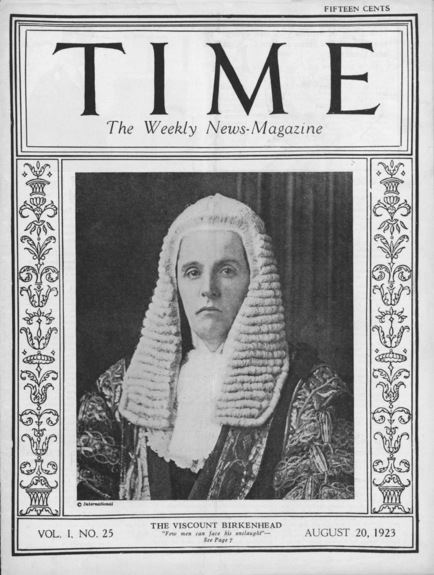 FIFTEEN CENTS
TIME
The Weekly News-Magazine
© International
VOL. I, NO. 25
THE VISCOUNT BIRKENHEAD
"Few men can face his onslaught"—
See Page 7
AUGUST 20, 1923